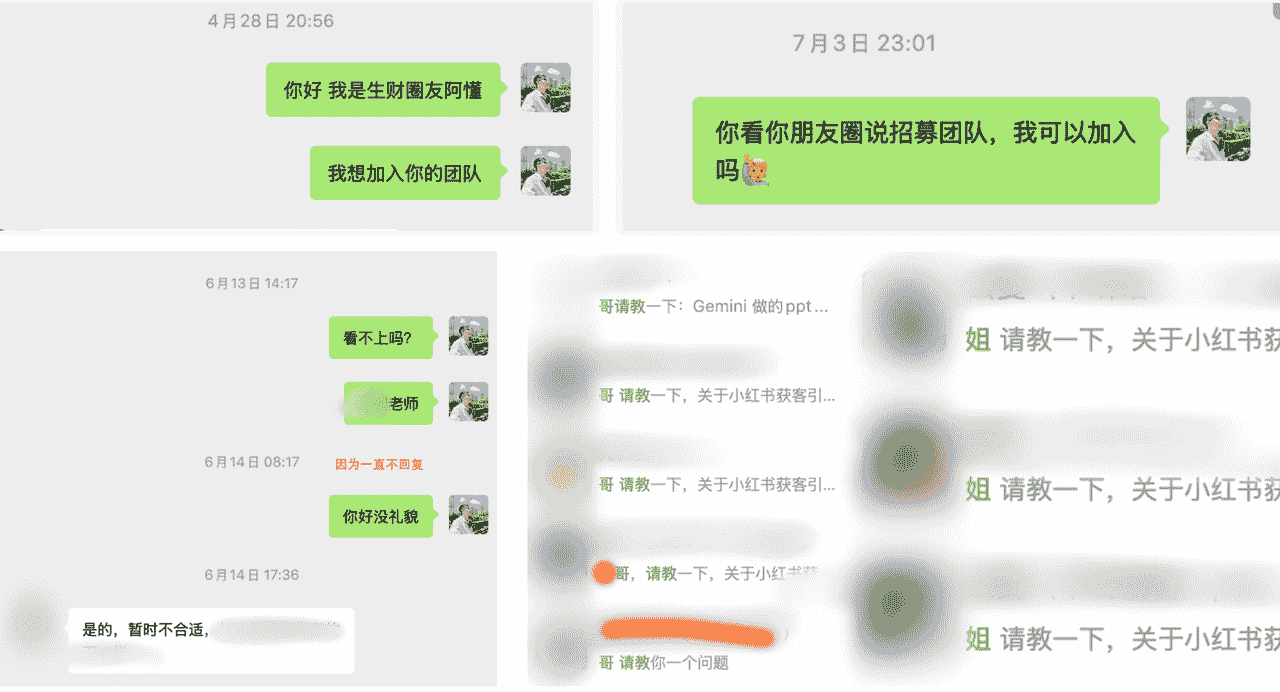 4月28日 20:56
你好 我是生财圈友阿懂
我想加入你的团队
7月3日 23:01
你看你朋友圈说招募团队，我可以加入
吗🙋
6月13日 14:17
看不上吗？
老师
6月14日 08:17
因为一直不回复
你好没礼貌
6月14日 17:36
是的，暂时不合适，
哥请教一下：Gemini 做的ppt...
哥 请教一下，关于小红书获客引...
哥 请教一下，关于小红书获客引...
哥，请教一下，关于小红书获
哥 请教你一个问题
姐 请教一下，关于小红书获
姐 请教一下，关于小红书获
姐 请教一下，关于小红书获